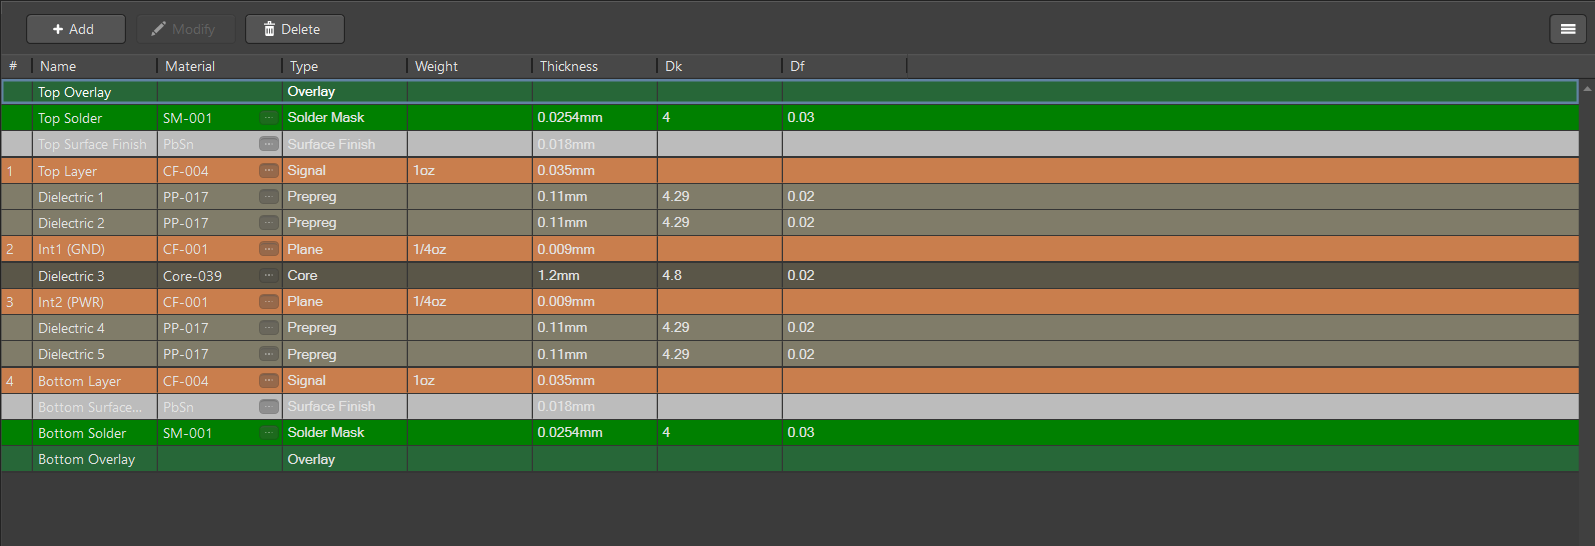 + Add Modify Delete
# Name Material Type Weight Thickness Dk Df
Top Overlay Overlay
Top Solder SM-001 ... Solder Mask 0.0254mm 4 0.03
Top Surface Finish PbSn ... Surface Finish 0.018mm
1 Top Layer CF-004 ... Signal 1oz 0.035mm
Dielectric 1 PP-017 ... Prepreg 0.11mm 4.29 0.02
Dielectric 2 PP-017 ... Prepreg 0.11mm 4.29 0.02
2 Int1 (GND) CF-001 ... Plane 1/4oz 0.009mm
Dielectric 3 Core-039 ... Core 1.2mm 4.8 0.02
3 Int2 (PWR) CF-001 ... Plane 1/4oz 0.009mm
Dielectric 4 PP-017 ... Prepreg 0.11mm 4.29 0.02
Dielectric 5 PP-017 ... Prepreg 0.11mm 4.29 0.02
4 Bottom Layer CF-004 ... Signal 1oz 0.035mm
Bottom Surface... PbSn ... Surface Finish 0.018mm
Bottom Solder SM-001 ... Solder Mask 0.0254mm 4 0.03
Bottom Overlay Overlay